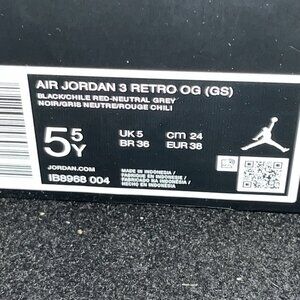 AIR JORDAN 3 RETRO OG (GS)
BLACK/CHILE RED-NEUTRAL GREY
NOIR/GRIS NEUTRE/ROUGE CHILI
5.5Y
UK 5 cm 24
BR 36 EUR 38
JORDAN.COM
IB8968 004
MADE IN INDONESIA /
FABRIQUÉ EN INDONÉSIE /
FABRICADO NA INDONÉSIA /
HECHO EN INDONESIA